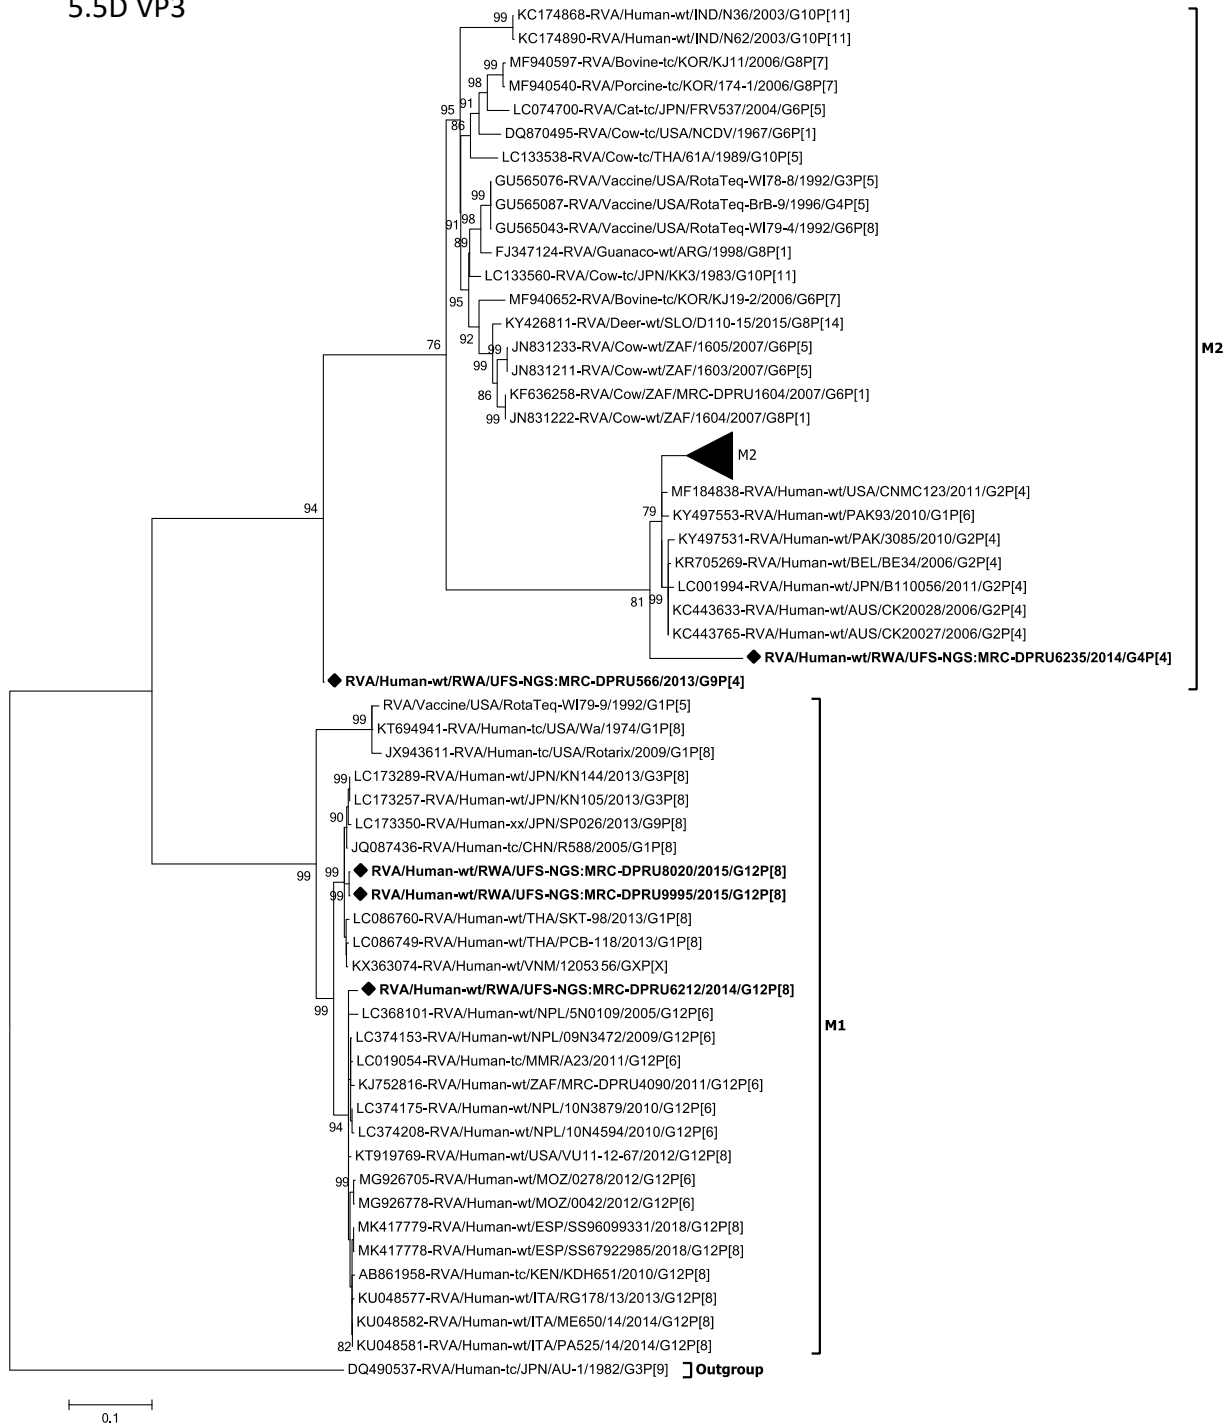 5.5D VP3
99
KC174868-RVA/Human-wt/IND/N36/2003/G10P[11]
KC174890-RVA/Human-wt/IND/N62/2003/G10P[11]
99
MF940597-RVA/Bovine-tc/KOR/KJ11/2006/G8P[7]
98
MF940540-RVA/Porcine-tc/KOR/174-1/2006/G8P[7]
95
91
LC074700-RVA/Cat-tc/JPN/FRV537/2004/G6P[5]
86
DQ870495-RVA/Cow-tc/USA/NCDV/1967/G6P[1]
LC133538-RVA/Cow-tc/THA/61A/1989/G10P[5]
GU565076-RVA/Vaccine/USA/RotaTeq-WI78-8/1992/G3P[5]
99
GU565087-RVA/Vaccine/USA/RotaTeq-BrB-9/1996/G4P[5]
91
98
GU565043-RVA/Vaccine/USA/RotaTeq-WI79-4/1992/G6P[8]
89
FJ347124-RVA/Guanaco-wt/ARG/1998/G8P[1]
LC133560-RVA/Cow-tc/JPN/KK3/1983/G10P[11]
95
MF940652-RVA/Bovine-tc/KOR/KJ19-2/2006/G6P[7]
KY426811-RVA/Deer-wt/SLO/D110-15/2015/G8P[14]
92
76
99
JN831233-RVA/Cow-wt/ZAF/1605/2007/G6P[5]
M2
99
JN831211-RVA/Cow-wt/ZAF/1603/2007/G6P[5]
86
KF636258-RVA/Cow/ZAF/MRC-DPRU1604/2007/G6P[1]
99
JN831222-RVA/Cow-wt/ZAF/1604/2007/G8P[1]
M2
MF184838-RVA/Human-wt/USA/CNMC123/2011/G2P[4]
94
79
KY497553-RVA/Human-wt/PAK93/2010/G1P[6]
KY497531-RVA/Human-wt/PAK/3085/2010/G2P[4]
KR705269-RVA/Human-wt/BEL/BE34/2006/G2P[4]
LC001994-RVA/Human-wt/JPN/B110056/2011/G2P[4]
81
99
KC443633-RVA/Human-wt/AUS/CK20028/2006/G2P[4]
KC443765-RVA/Human-wt/AUS/CK20027/2006/G2P[4]
RVA/Human-wt/RWA/UFS-NGS:MRC-DPRU6235/2014/G4P[4]
RVA/Human-wt/RWA/UFS-NGS:MRC-DPRU566/2013/G9P[4]
RVA/Vaccine/USA/RotaTeq-WI79-9/1992/G1P[5]
99
KT694941-RVA/Human-tc/USA/Wa/1974/G1P[8]
JX943611-RVA/Human-tc/USA/Rotarix/2009/G1P[8]
99
LC173289-RVA/Human-wt/JPN/KN144/2013/G3P[8]
LC173257-RVA/Human-wt/JPN/KN105/2013/G3P[8]
90
LC173350-RVA/Human-xx/JPN/SP026/2013/G9P[8]
JQ087436-RVA/Human-tc/CHN/R588/2005/G1P[8]
99
99
RVA/Human-wt/RWA/UFS-NGS:MRC-DPRU8020/2015/G12P[8]
99
RVA/Human-wt/RWA/UFS-NGS:MRC-DPRU9995/2015/G12P[8]
LC086760-RVA/Human-wt/THA/SKT-98/2013/G1P[8]
LC086749-RVA/Human-wt/THA/PCB-118/2013/G1P[8]
KX363074-RVA/Human-wt/VNM/1205356/GXP[X]
RVA/Human-wt/RWA/UFS-NGS:MRC-DPRU6212/2014/G12P[8]
99
LC368101-RVA/Human-wt/NPL/5N0109/2005/G12P[6]
M1
LC374153-RVA/Human-wt/NPL/09N3472/2009/G12P[6]
LC019054-RVA/Human-tc/MMR/A23/2011/G12P[6]
KJ752816-RVA/Human-wt/ZAF/MRC-DPRU4090/2011/G12P[6]
LC374175-RVA/Human-wt/NPL/10N3879/2010/G12P[6]
94
LC374208-RVA/Human-wt/NPL/10N4594/2010/G12P[6]
KT919769-RVA/Human-wt/USA/VU11-12-67/2012/G12P[8]
99
MG926705-RVA/Human-wt/MOZ/0278/2012/G12P[6]
MG926778-RVA/Human-wt/MOZ/0042/2012/G12P[6]
MK417779-RVA/Human-wt/ESP/SS96099331/2018/G12P[8]
MK417778-RVA/Human-wt/ESP/SS67922985/2018/G12P[8]
AB861958-RVA/Human-tc/KEN/KDH651/2010/G12P[8]
KU048577-RVA/Human-wt/ITA/RG178/13/2013/G12P[8]
KU048582-RVA/Human-wt/ITA/ME650/14/2014/G12P[8]
82
KU048581-RVA/Human-wt/ITA/PA525/14/2014/G12P[8]
DQ490537-RVA/Human-tc/JPN/AU-1/1982/G3P[9]
Outgroup
0.1